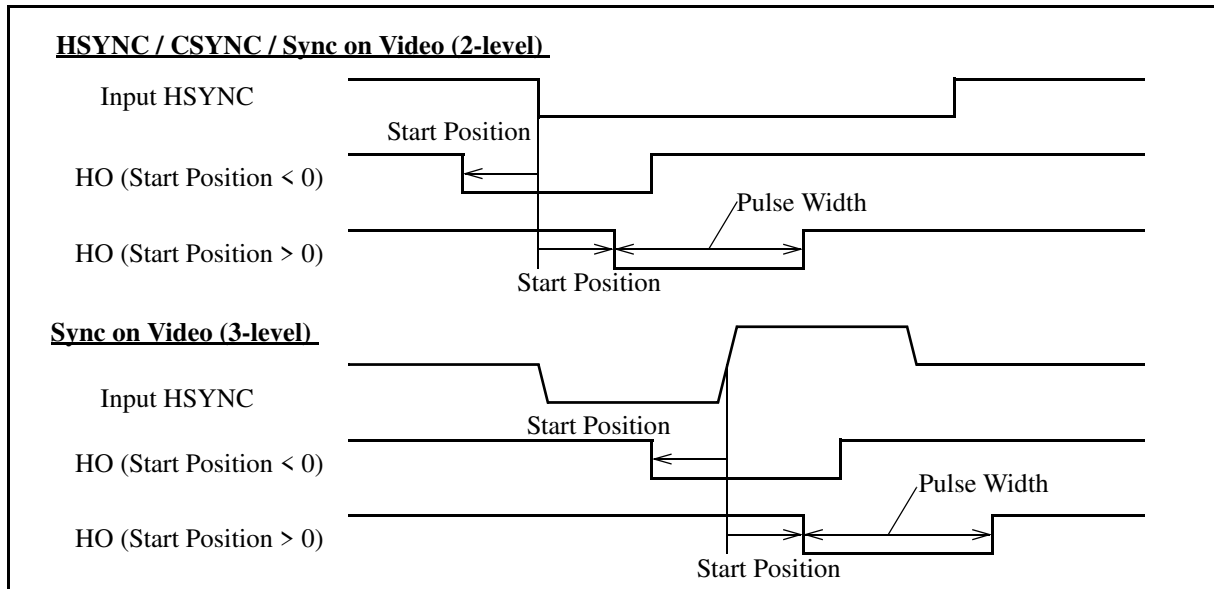 HSYNC / CSYNC / Sync on Video (2-level)
Input HSYNC
Start Position
HO (Start Position < 0)
Pulse Width
HO (Start Position > 0)
Start Position
Sync on Video (3-level)
Input HSYNC
Start Position
HO (Start Position < 0)
Pulse Width
HO (Start Position > 0)
Start Position